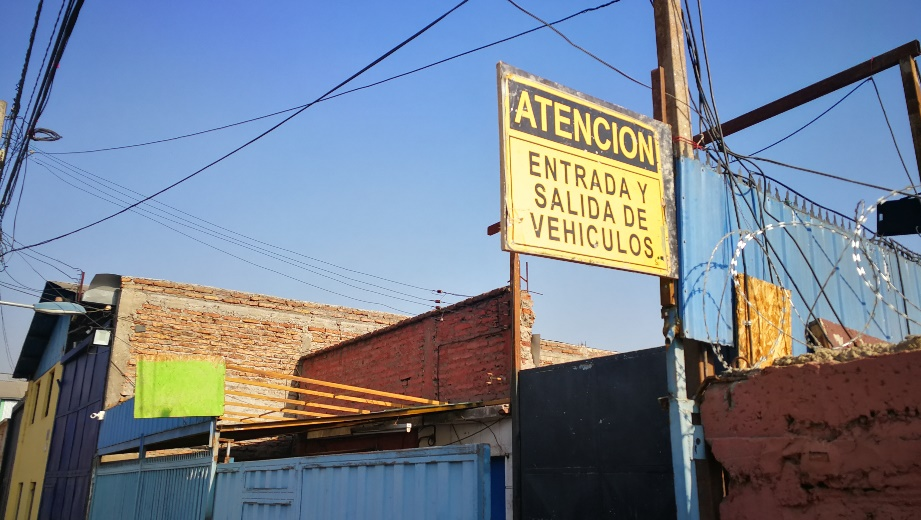 ATENCION
ENTRADA Y
SALIDA DE
VEHICULOS